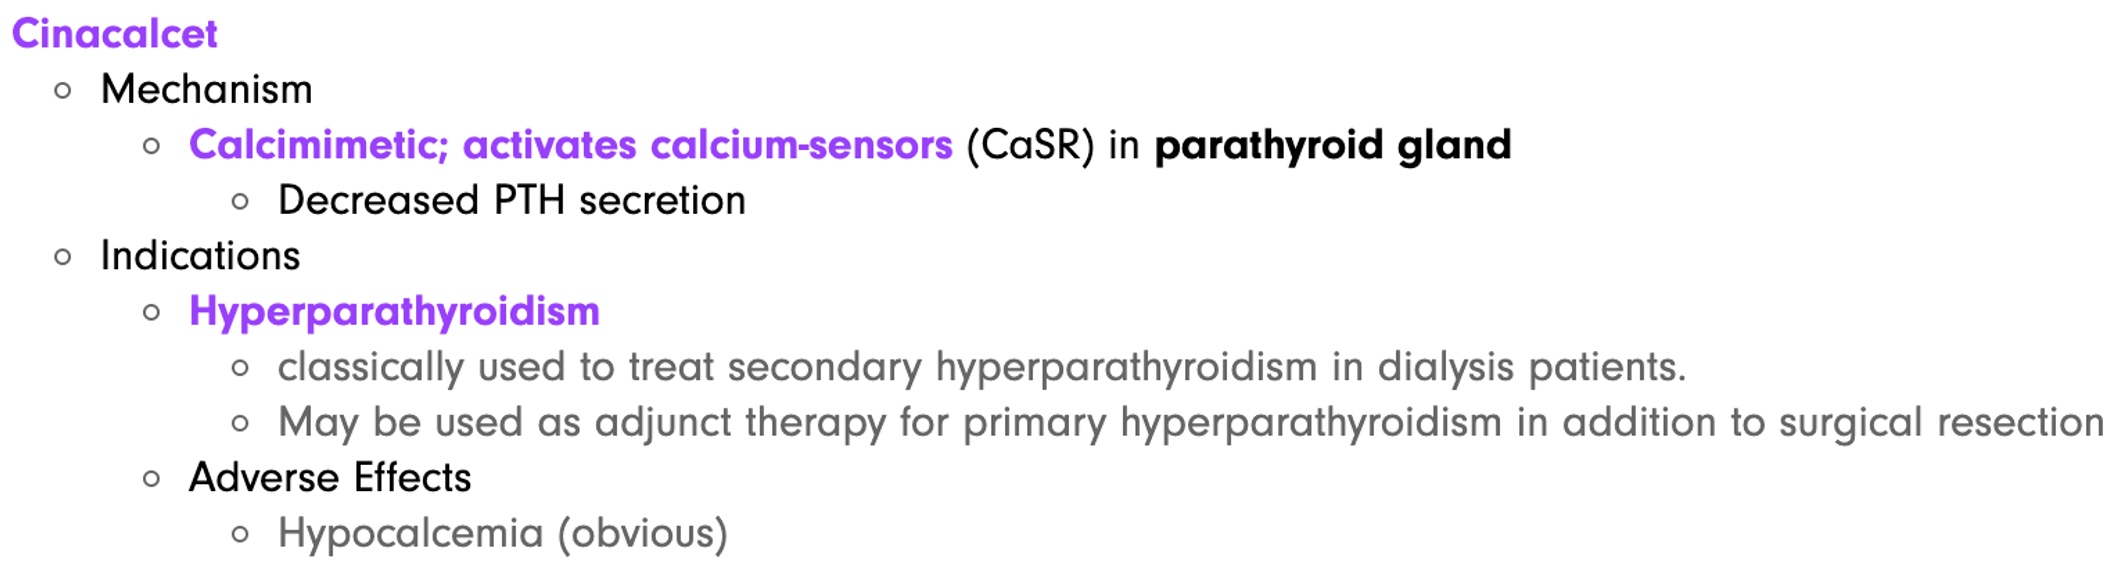 Cinacalcet
Mechanism
Calcimimetic; activates calcium-sensors (CaSR) in parathyroid gland
Decreased PTH secretion
Indications
Hyperparathyroidism
classically used to treat secondary hyperparathyroidism in dialysis patients.
May be used as adjunct therapy for primary hyperparathyroidism in addition to surgical resection
Adverse Effects
Hypocalcemia (obvious)